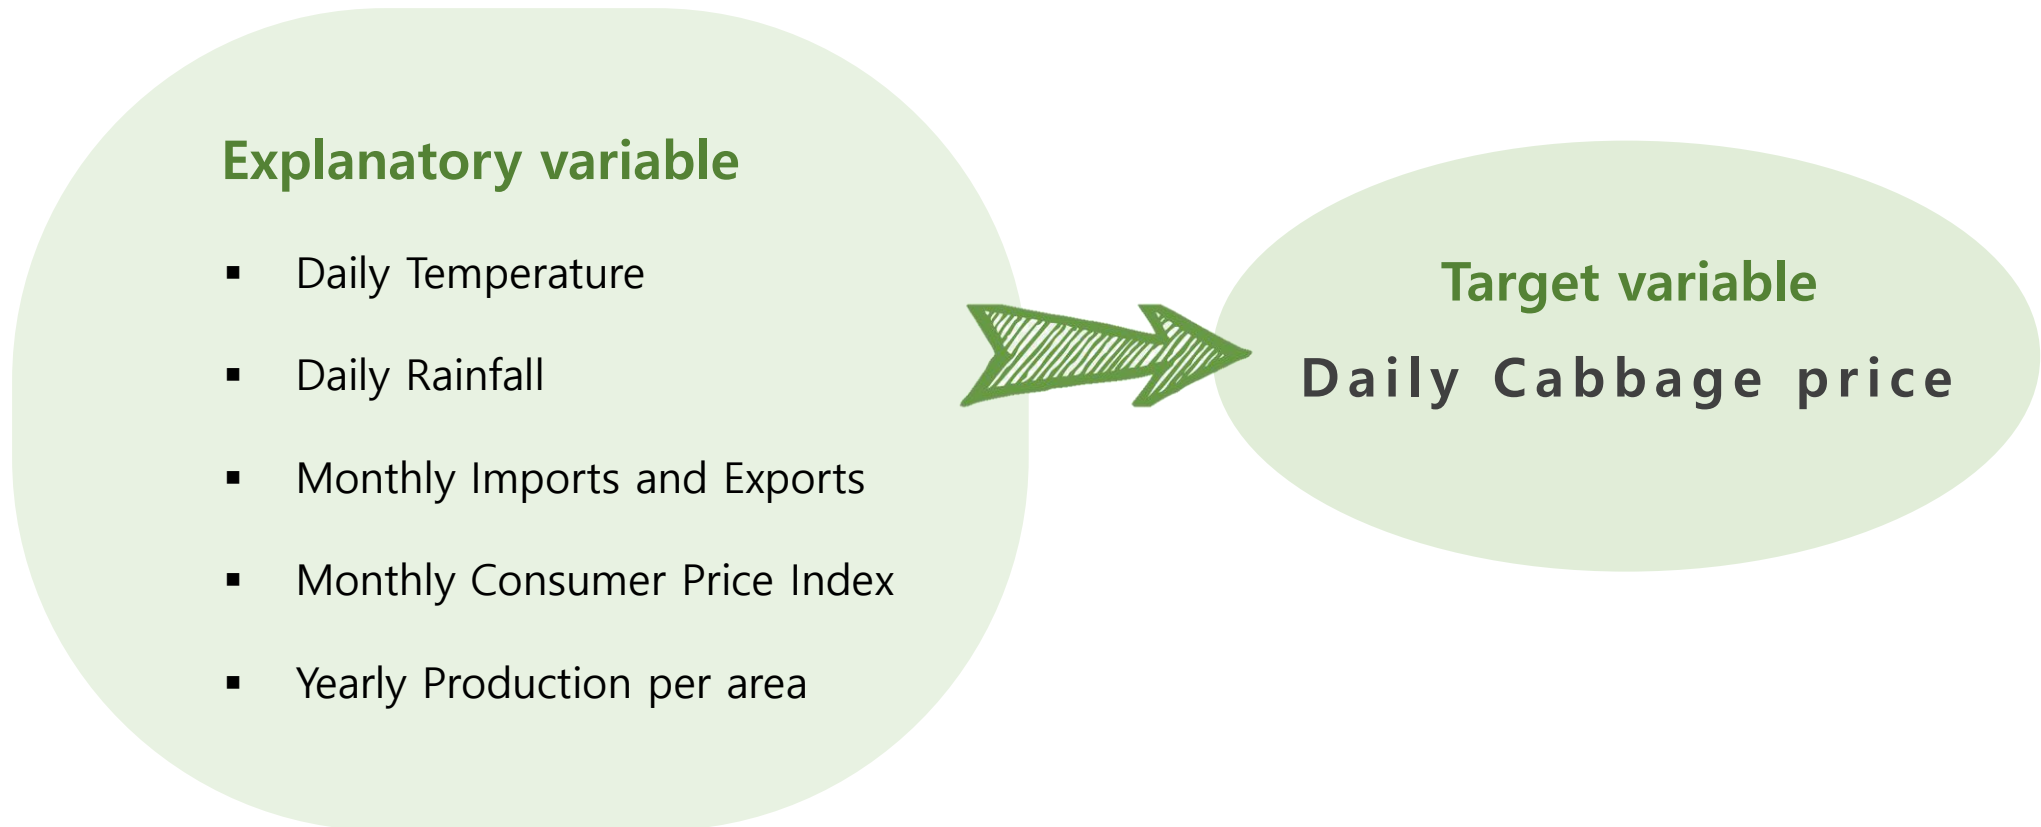 Explanatory variable
▪ Daily Temperature
▪ Daily Rainfall
▪ Monthly Imports and Exports
▪ Monthly Consumer Price Index
▪ Yearly Production per area
Target variable
Daily Cabbage price